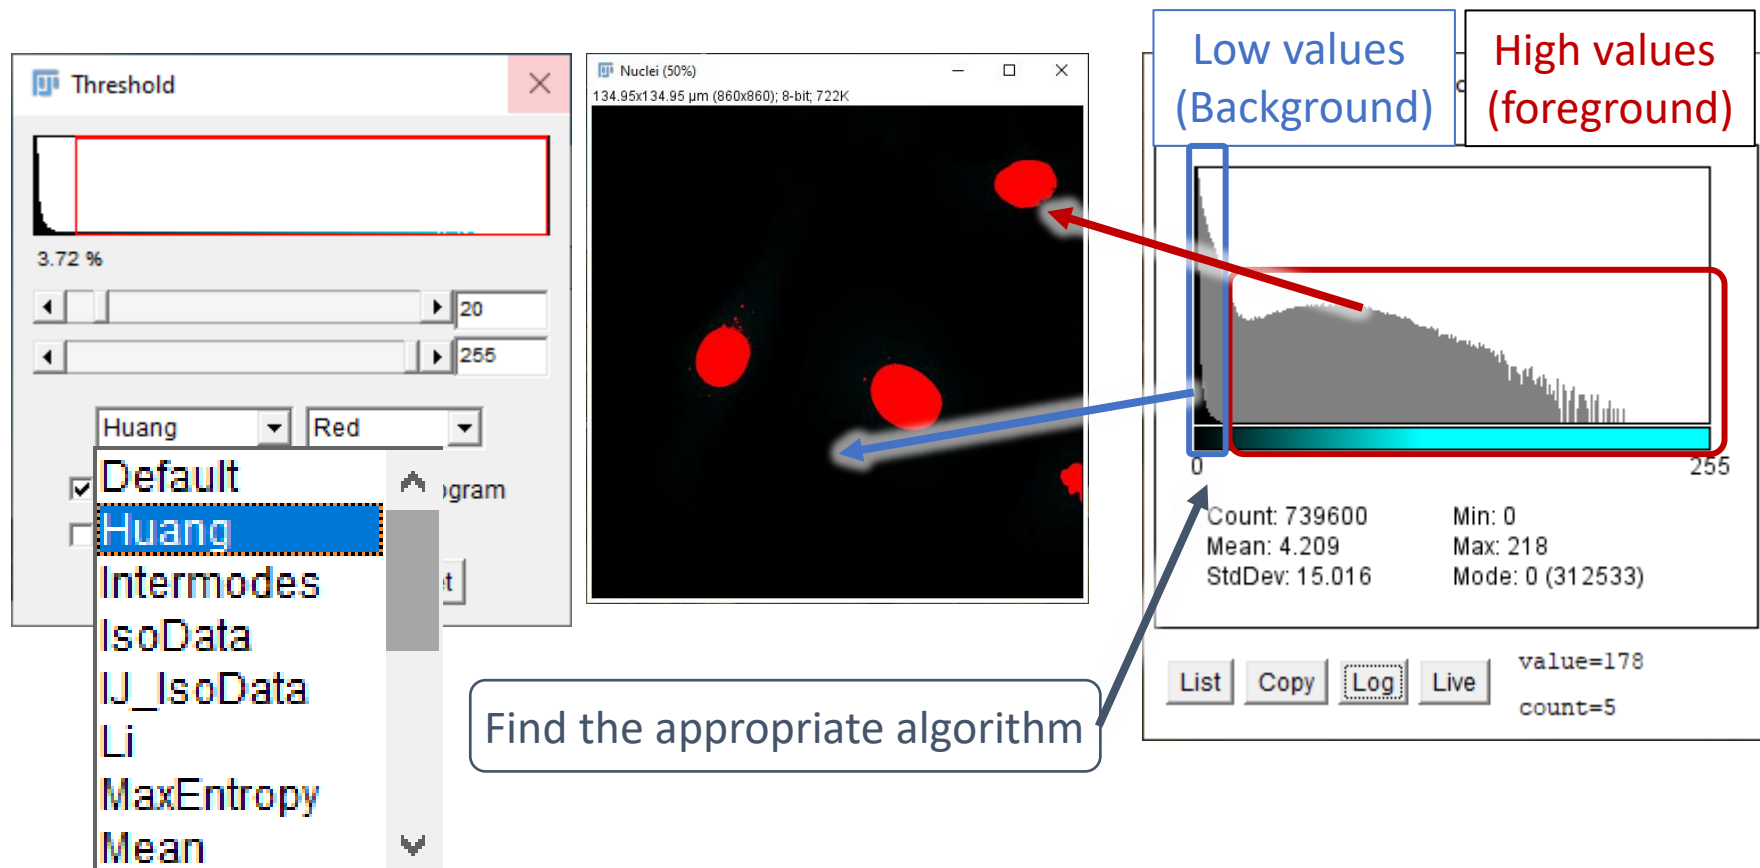 Threshold
3.72 %
20
255
Huang
Red
Default
Huang
Intermodes
IsoData
IJ_IsoData
Li
MaxEntropy
Mean
ogram
Nuclei (50%)
134.95x134.95 µm (860x860); 8-bit; 722K
Find the appropriate algorithm
Low values
(Background)
High values
(foreground)
0
255
Count: 739600
Min: 0
Mean: 4.209
Max: 218
StdDev: 15.016
Mode: 0 (312533)
List
Copy
Log
Live
value=178
count=5